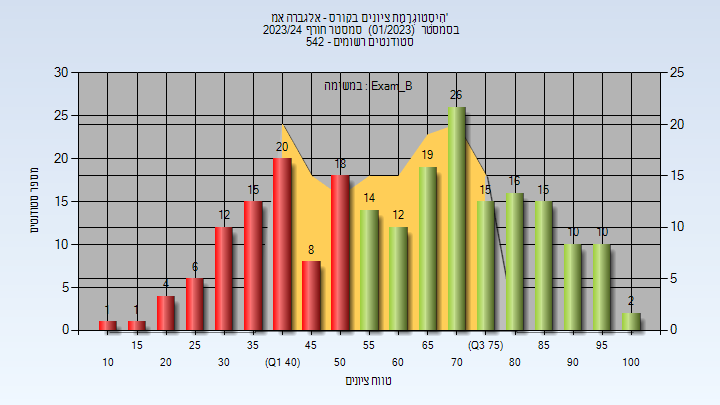 היסטוגרמת ציונים בקורס - אלגברה אמ'
בסמסטר (01/2023) סמסטר חורף 2023/24
סטודנטים רשומים - 542
במשימה : Exam_B
מספר סטודנטים
30 25 20 15 10 5 0
25 20 15 10 5 0
1 1 4 6 12 15 20 8 18 14 12 19 26 15 16 15 10 10 2
15 25 35 45 55 65 (Q3 75) 85 95
10 20 30 (Q1 40) 50 60 70 80 90 100
טווח ציונים